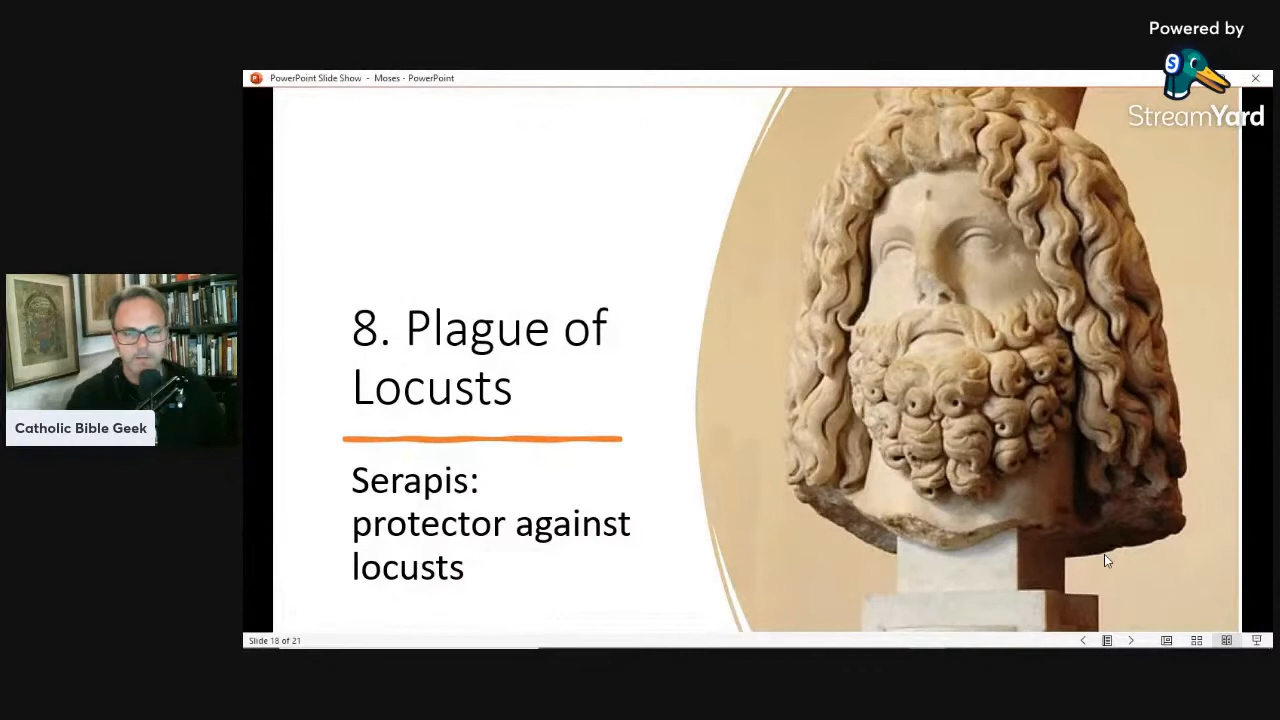 Powered by
StreamYard
PowerPoint Slide Show - Moses - PowerPoint
8. Plague of
Locusts
Serapis:
protector against
locusts
Catholic Bible Geek
Slide 18 of 21